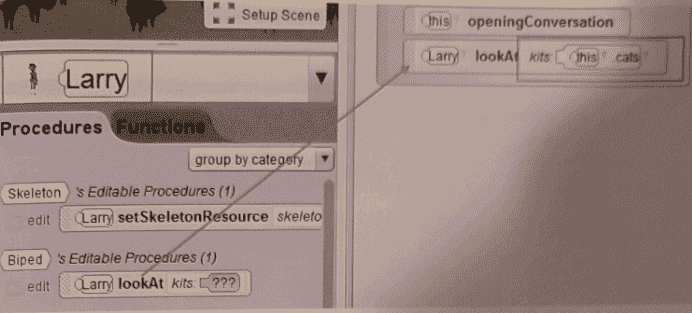 Setup Scene
Larry
Procedures Functions
group by category
Skeleton 's Editable Procedures (1)
edit Larry setSkeletonResource skeleto
Biped 's Editable Procedures (1)
edit Larry lookAt kits: ???
this openingConversation
Larry lookAt kits: this cats